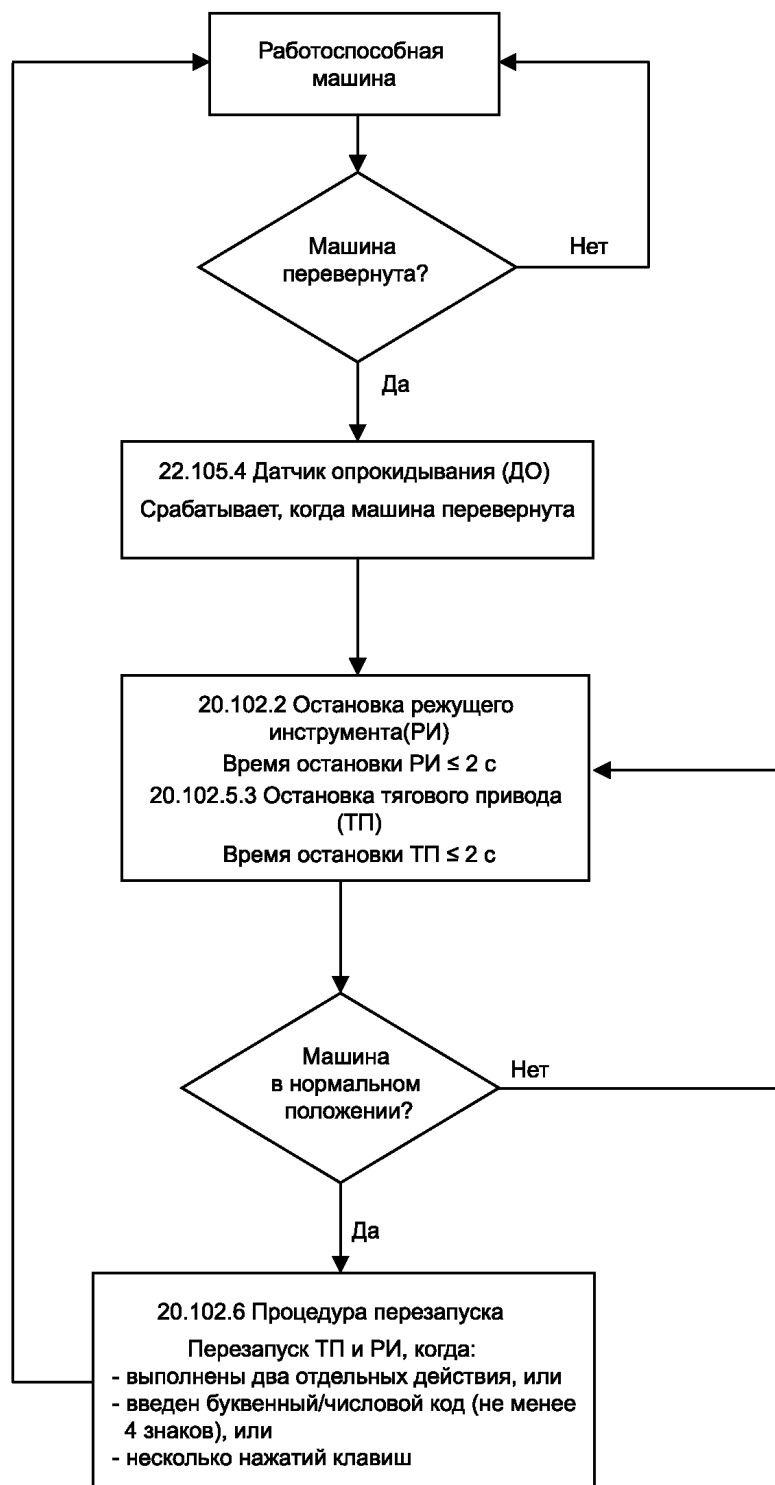 Работоспособная
машина
Машина
перевернута?
Нет
Да
22.105.4 Датчик опрокидывания (ДО)
Срабатывает, когда машина перевернута
20.102.2 Остановка режущего
инструмента(РИ)
Время остановки РИ ≤ 2 с
20.102.5.3 Остановка тягового привода
(ТП)
Время остановки ТП ≤ 2 с
Машина
в нормальном
положении?
Нет
Да
20.102.6 Процедура перезапуска
Перезапуск ТП и РИ, когда:
- выполнены два отдельных действия, или
- введен буквенный/числовой код (не менее
4 знаков), или
- несколько нажатий клавиш